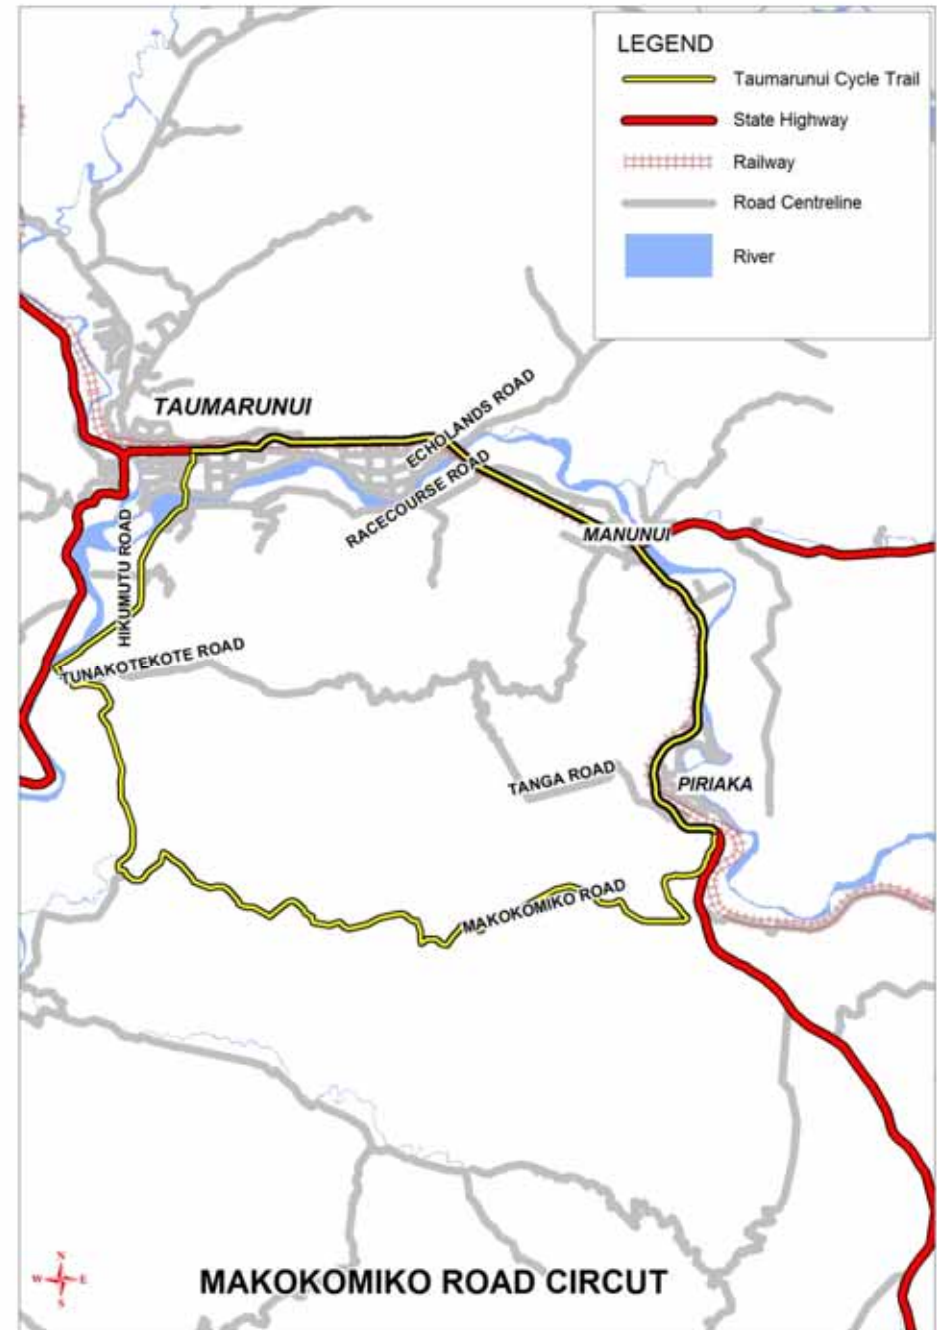 LEGEND
Taumarunui Cycle Trail
State Highway
Railway
Road Centreline
River
TAUMARUNUI
ECHOLANDS ROAD
RACECOURSE ROAD
MANUNUI
HIKUMUTU ROAD
TUNAKOTEKOTE ROAD
TANGA ROAD
PIRIAKA
MAKOKOMIKO ROAD
N
W E
S
MAKOKOMIKO ROAD CIRCUT